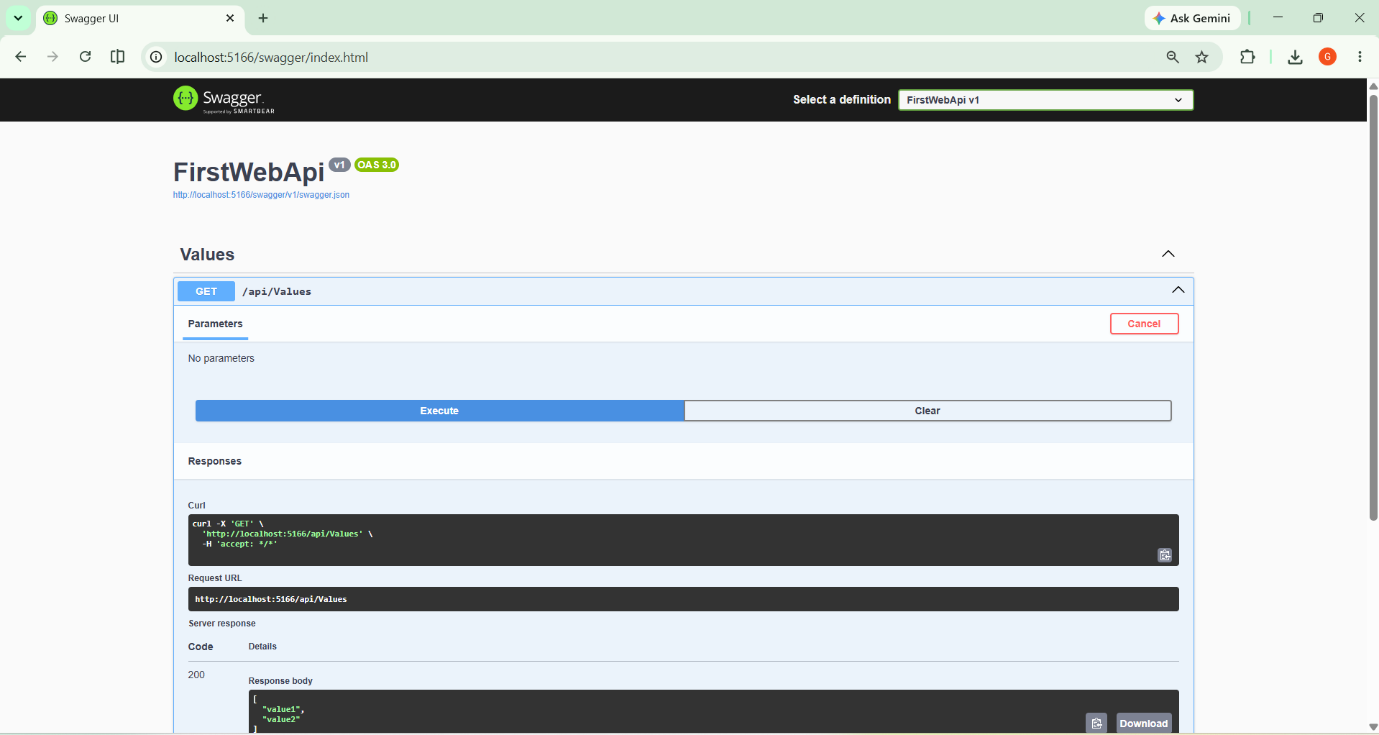 Swagger UI
Ask Gemini
localhost:5166/swagger/index.html
G
Swagger.
Supported by SMARTBEAR
Select a definition
FirstWebApi v1
FirstWebApi v1 OAS 3.0
http://localhost:5166/swagger/v1/swagger.json
Values
GET /api/Values
Parameters
Cancel
No parameters
Execute
Clear
Responses
Curl
curl -X 'GET' \
'http://localhost:5166/api/Values' \
-H 'accept: */*'
Request URL
http://localhost:5166/api/Values
Server response
Code Details
200
Response body
[
"value1",
"value2"
]
Download